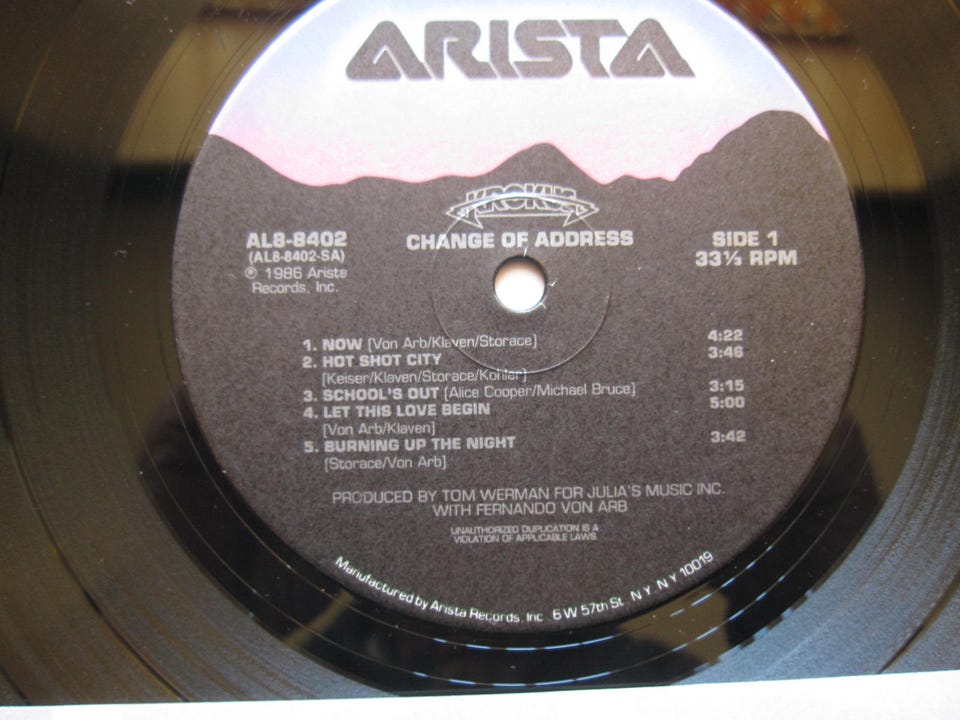 ARISTA
KROKUS
CHANGE OF ADDRESS
AL8-8402
(AL8-8402-SA)
℗ 1986 Arista
Records, Inc.
SIDE 1
33⅓ RPM
1. NOW [Von Arb/Klaven/Storace] 4:22
2. HOT SHOT CITY 3:46
[Keiser/Klaven/Storace/Kohler]
3. SCHOOL'S OUT [Alice Cooper/Michael Bruce] 3:15
4. LET THIS LOVE BEGIN 5:00
[Von Arb/Klaven]
5. BURNING UP THE NIGHT 3:42
[Storace/Von Arb]
PRODUCED BY TOM WERMAN FOR JULIA'S MUSIC INC.
WITH FERNANDO VON ARB
UNAUTHORIZED DUPLICATION IS A
VIOLATION OF APPLICABLE LAWS
Manufactured by Arista Records, Inc 6 W 57th St N Y, N Y 10019